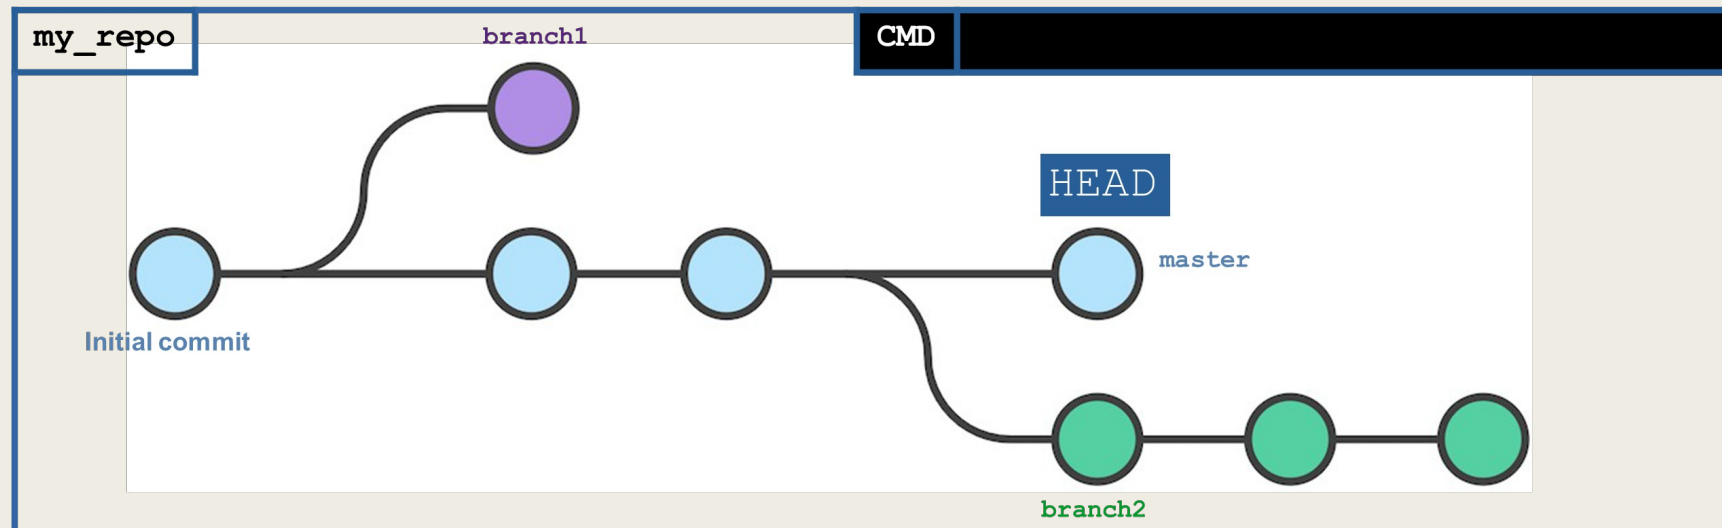 my_repo
branch1
CMD
HEAD
master
Initial commit
branch2